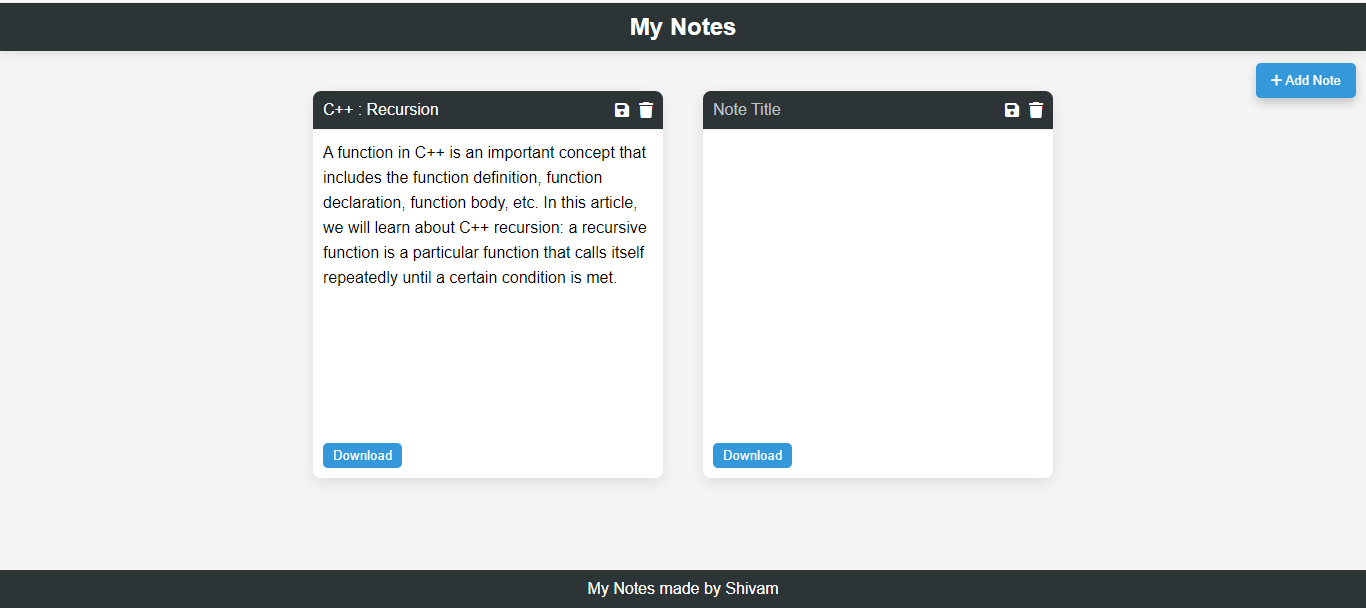 My Notes
Add Note
C++ : Recursion
A function in C++ is an important concept that
includes the function definition, function
declaration, function body, etc. In this article,
we will learn about C++ recursion: a recursive
function is a particular function that calls itself
repeatedly until a certain condition is met.
Download
Note Title
Download
My Notes made by Shivam